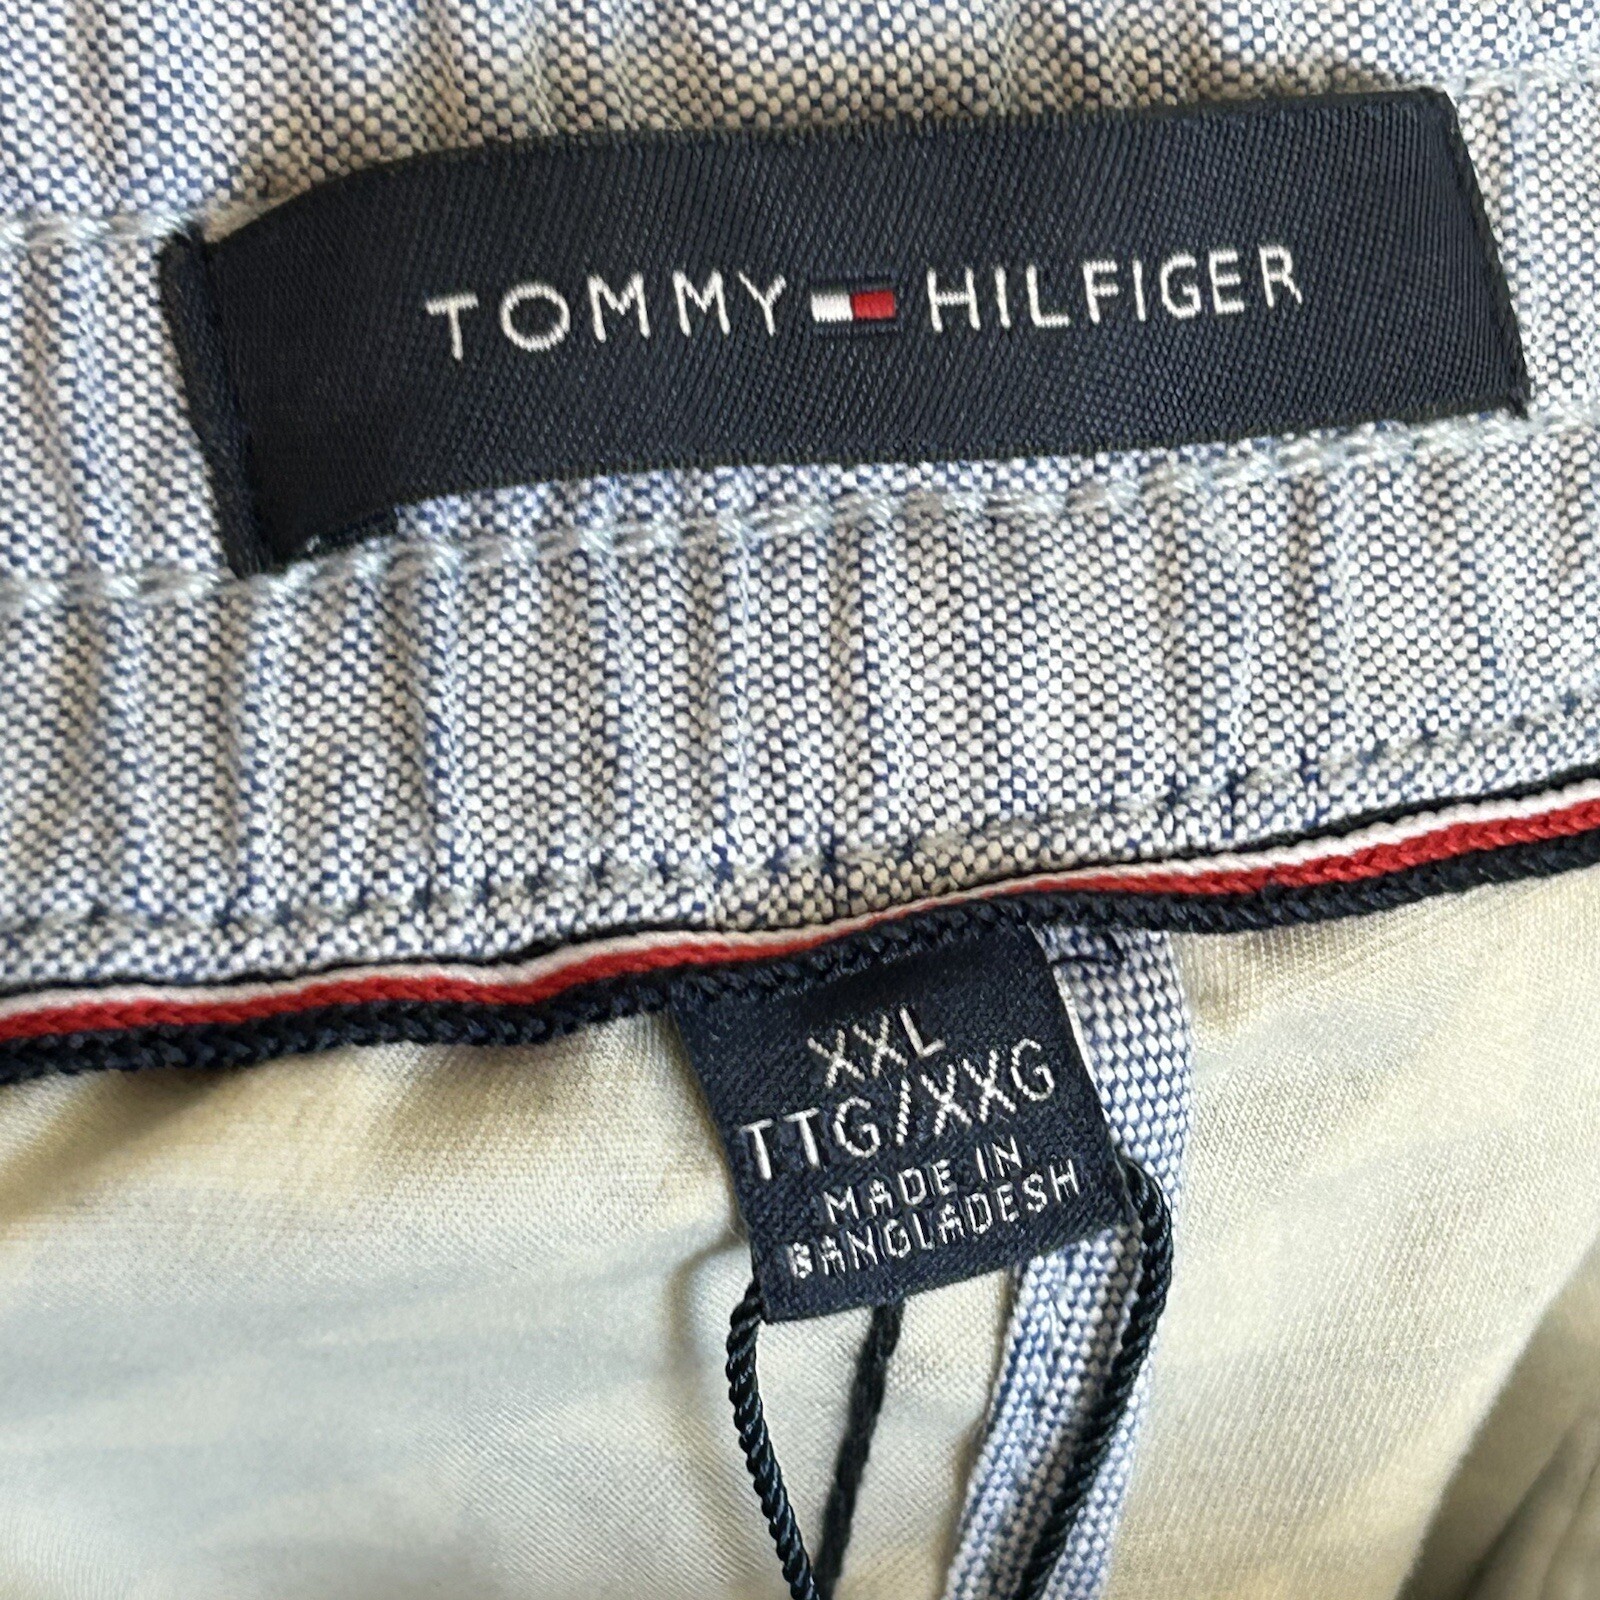 TOMMY HILFIGER
XXL
TTG/XXG
MADE IN
BANGLADESH